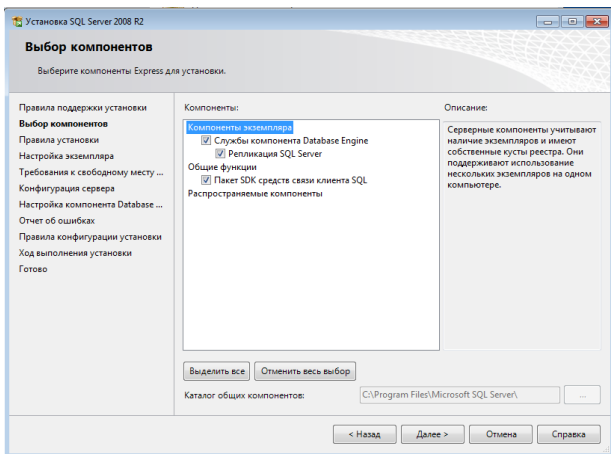 Установка SQL Server 2008 R2
Выбор компонентов
Выберите компоненты Express для установки.
Правила поддержки установки
Выбор компонентов
Правила установки
Настройка экземпляра
Требования к свободному месту ...
Конфигурация сервера
Настройка компонента Database ...
Отчет об ошибках
Правила конфигурации установки
Ход выполнения установки
Готово
Компоненты:
Компоненты экземпляра
Службы компонента Database Engine
Репликация SQL Server
Общие функции
Пакет SDK средств связи клиента SQL
Распространяемые компоненты
Описание:
Серверные компоненты учитывают
наличие экземпляров и имеют
собственные кусты реестра. Они
поддерживают использование
нескольких экземпляров на одном
компьютере.
Выделить все
Отменить весь выбор
Каталог общих компонентов:
C:\Program Files\Microsoft SQL Server\
...
< Назад
Далее >
Отмена
Справка